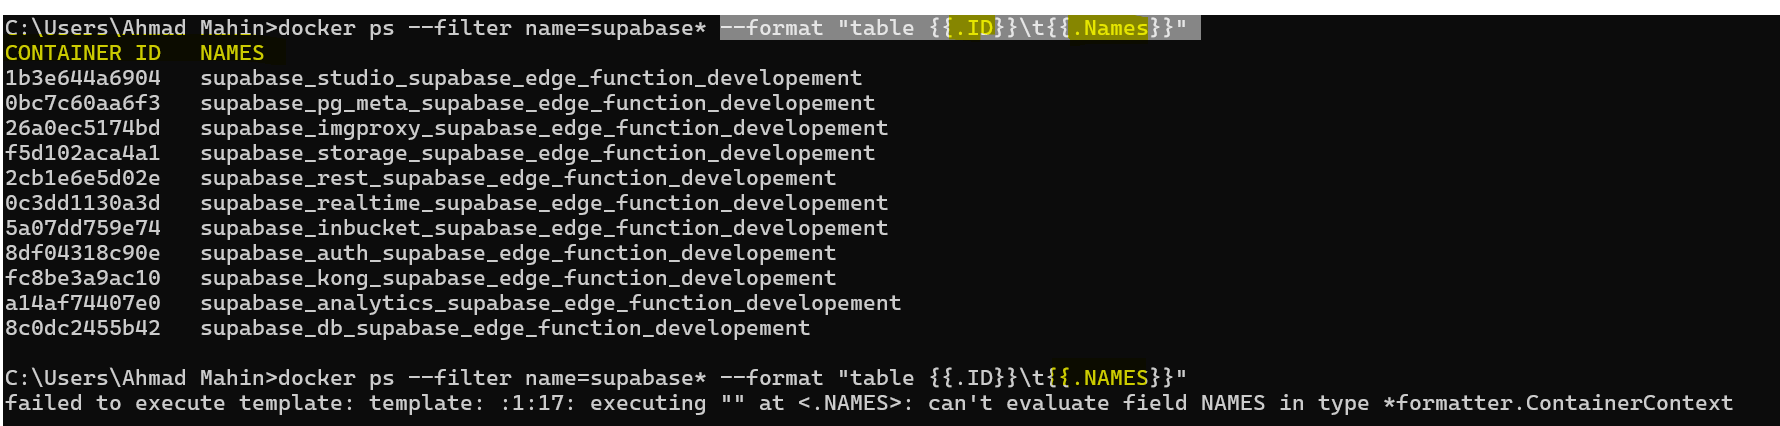 C:\Users\Ahmad Mahin>docker ps --filter name=supabase* --format "table {{.ID}}\t{{.Names}}"
CONTAINER ID   NAMES
1b3e644a6904   supabase_studio_supabase_edge_function_developement
0bc7c60aa6f3   supabase_pg_meta_supabase_edge_function_developement
26a0ec5174bd   supabase_imgproxy_supabase_edge_function_developement
f5d102aca4a1   supabase_storage_supabase_edge_function_developement
2cb1e6e5d02e   supabase_rest_supabase_edge_function_developement
0c3dd1130a3d   supabase_realtime_supabase_edge_function_developement
5a07dd759e74   supabase_inbucket_supabase_edge_function_developement
8df04318c90e   supabase_auth_supabase_edge_function_developement
fc8be3a9ac10   supabase_kong_supabase_edge_function_developement
a14af74407e0   supabase_analytics_supabase_edge_function_developement
8c0dc2455b42   supabase_db_supabase_edge_function_developement
C:\Users\Ahmad Mahin>docker ps --filter name=supabase* --format "table {{.ID}}\t{{.NAMES}}"
failed to execute template: template: :1:17: executing "" at <.NAMES>: can't evaluate field NAMES in type *formatter.ContainerContext